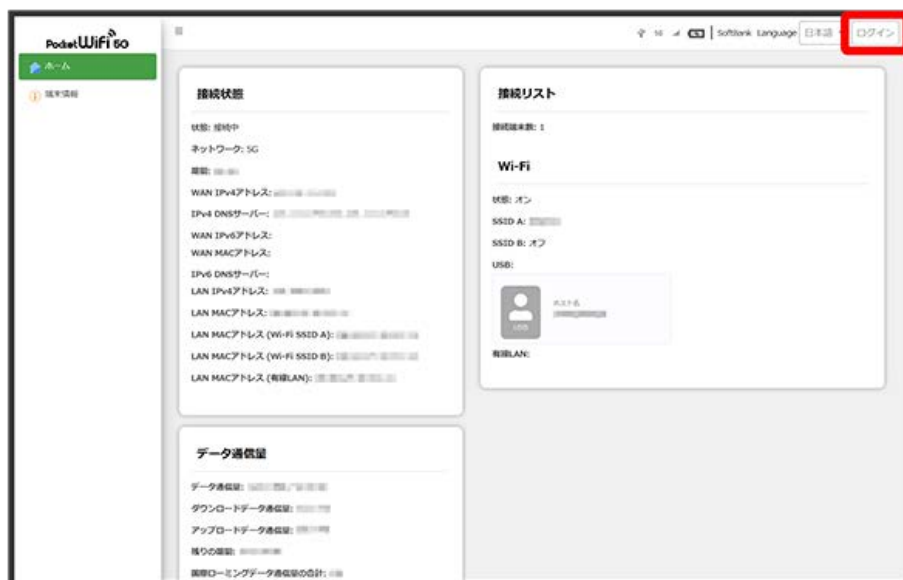 Pocket WiFi 5G
Softbank Language 日本語 ログイン
ホーム
端末情報
接続状態
状態: 接続中
ネットワーク: 5G
期間:
WAN IPv4アドレス:
IPv4 DNSサーバー:
WAN IPv6アドレス:
WAN MACアドレス:
IPv6 DNSサーバー:
LAN IPv4アドレス:
LAN MACアドレス:
LAN MACアドレス (Wi-Fi SSID A):
LAN MACアドレス (Wi-Fi SSID B):
LAN MACアドレス (有線LAN):
接続リスト
接続端末数: 1
Wi-Fi
状態: オン
SSID A:
SSID B: オフ
USB:
ホスト名
USB
有線LAN:
データ通信量
データ通信量:
ダウンロードデータ通信量:
アップロードデータ通信量:
残りの期間:
国際ローミングデータ通信量の合計: